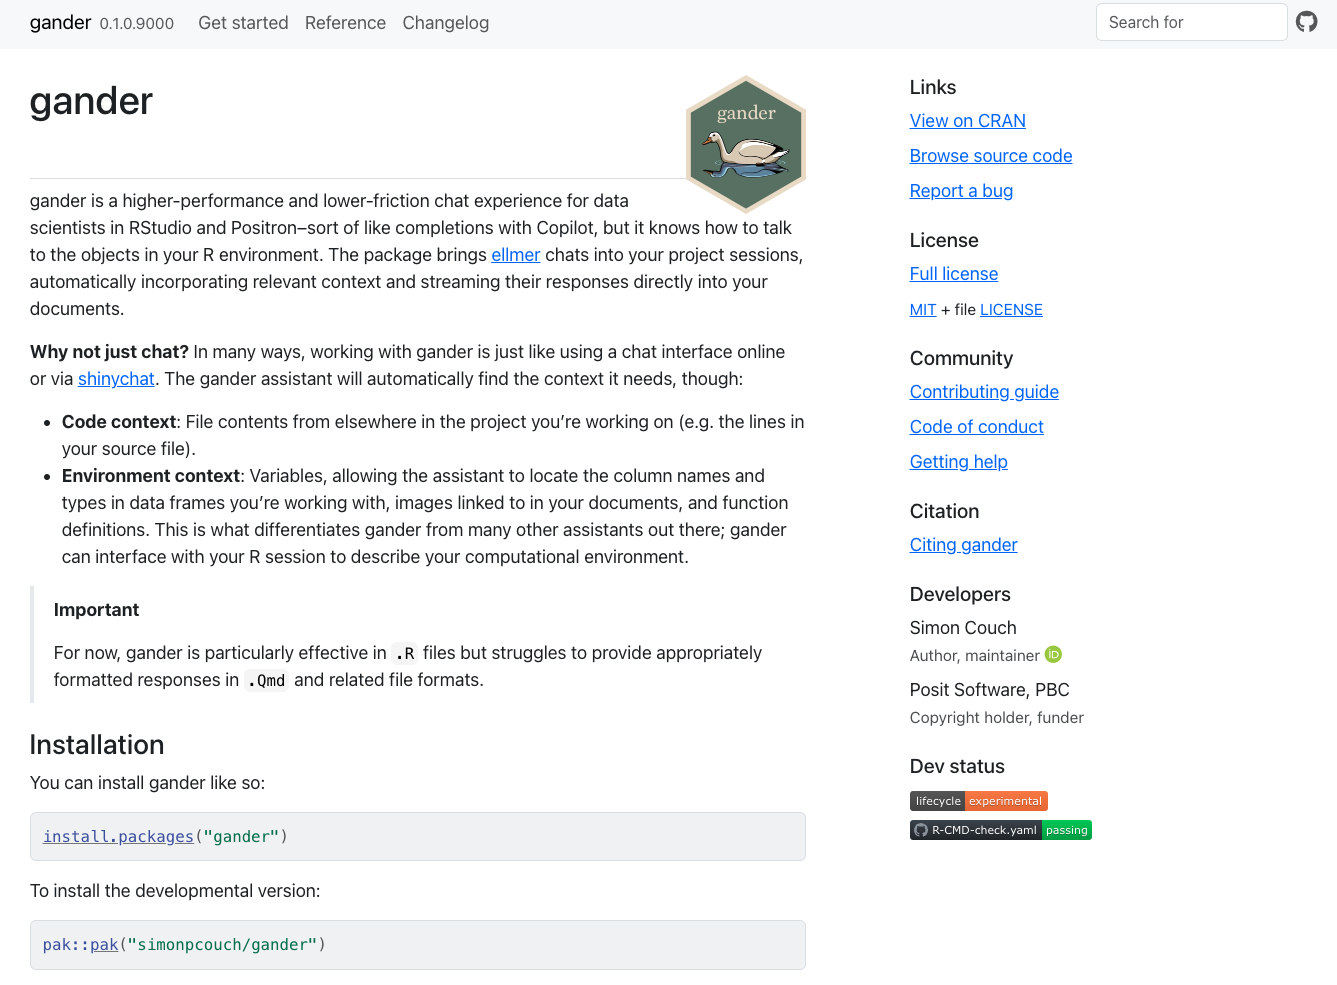 gander 0.1.0.9000 Get started Reference Changelog Search for
gander
gander
gander is a higher-performance and lower-friction chat experience for data
scientists in RStudio and Positron–sort of like completions with Copilot, but it knows how to talk
to the objects in your R environment. The package brings ellmer chats into your project sessions,
automatically incorporating relevant context and streaming their responses directly into your
documents.
Why not just chat? In many ways, working with gander is just like using a chat interface online
or via shinychat. The gander assistant will automatically find the context it needs, though:
• Code context: File contents from elsewhere in the project you’re working on (e.g. the lines in
your source file).
• Environment context: Variables, allowing the assistant to locate the column names and
types in data frames you’re working with, images linked to in your documents, and function
definitions. This is what differentiates gander from many other assistants out there; gander
can interface with your R session to describe your computational environment.
Important
For now, gander is particularly effective in .R files but struggles to provide appropriately
formatted responses in .Qmd and related file formats.
Installation
You can install gander like so:
install.packages("gander")
To install the developmental version:
pak::pak("simonpcouch/gander")
Links
View on CRAN
Browse source code
Report a bug
License
Full license
MIT + file LICENSE
Community
Contributing guide
Code of conduct
Getting help
Citation
Citing gander
Developers
Simon Couch
Author, maintainer iD
Posit Software, PBC
Copyright holder, funder
Dev status
lifecycle experimental
R-CMD-check.yaml passing